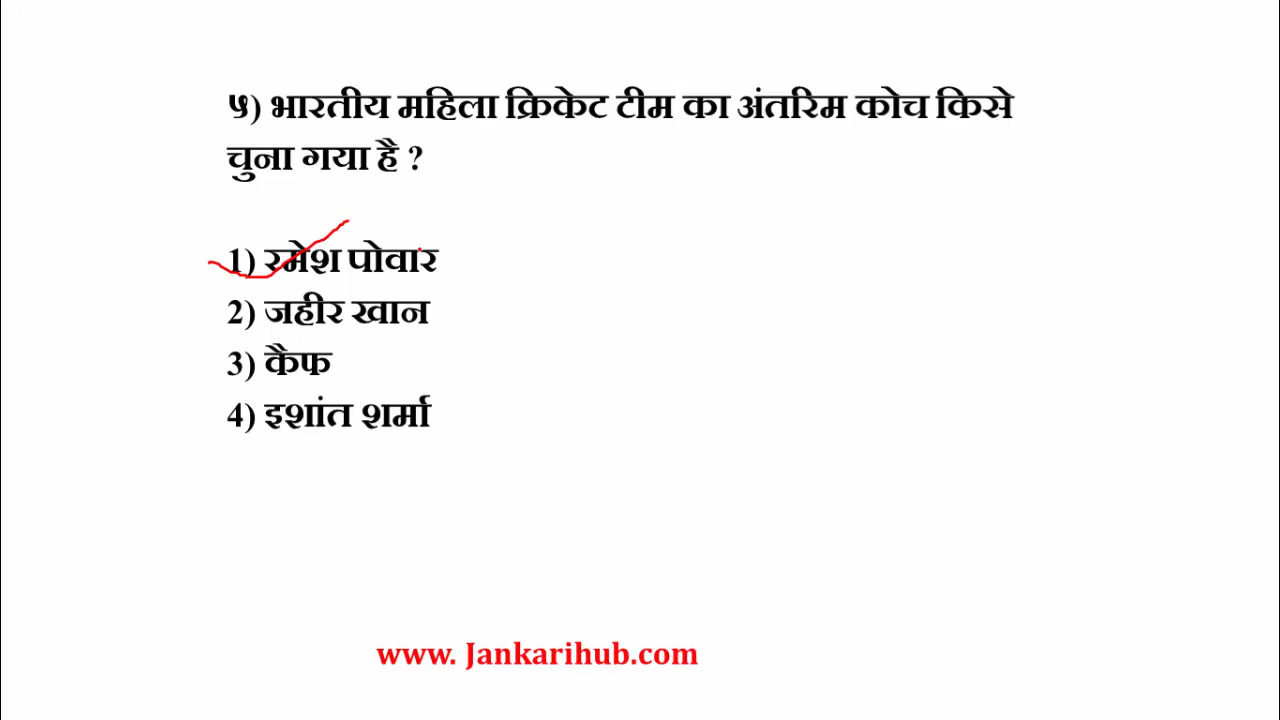 ५) भारतीय महिला क्रिकेट टीम का अंतरिम कोच किसे
चुना गया है ?
1) रमेश पोवार
2) जहीर खान
3) कैफ
4) इशांत शर्मा
www. Jankarihub.com